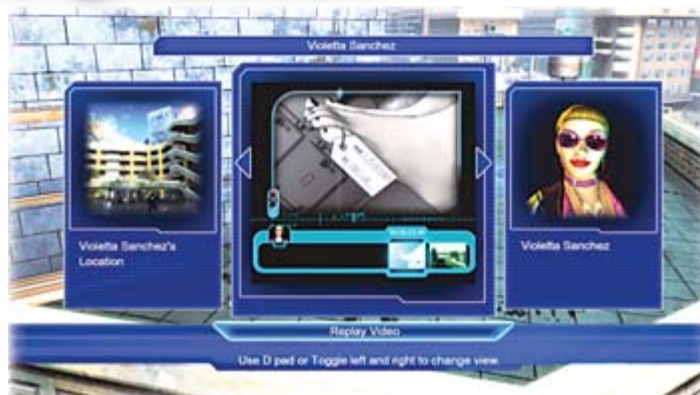 Violetta Sanchez
Violetta Sanchez's
Location
Violetta Sanchez
Replay Video
Use D pad or Toggle left and right to change view.